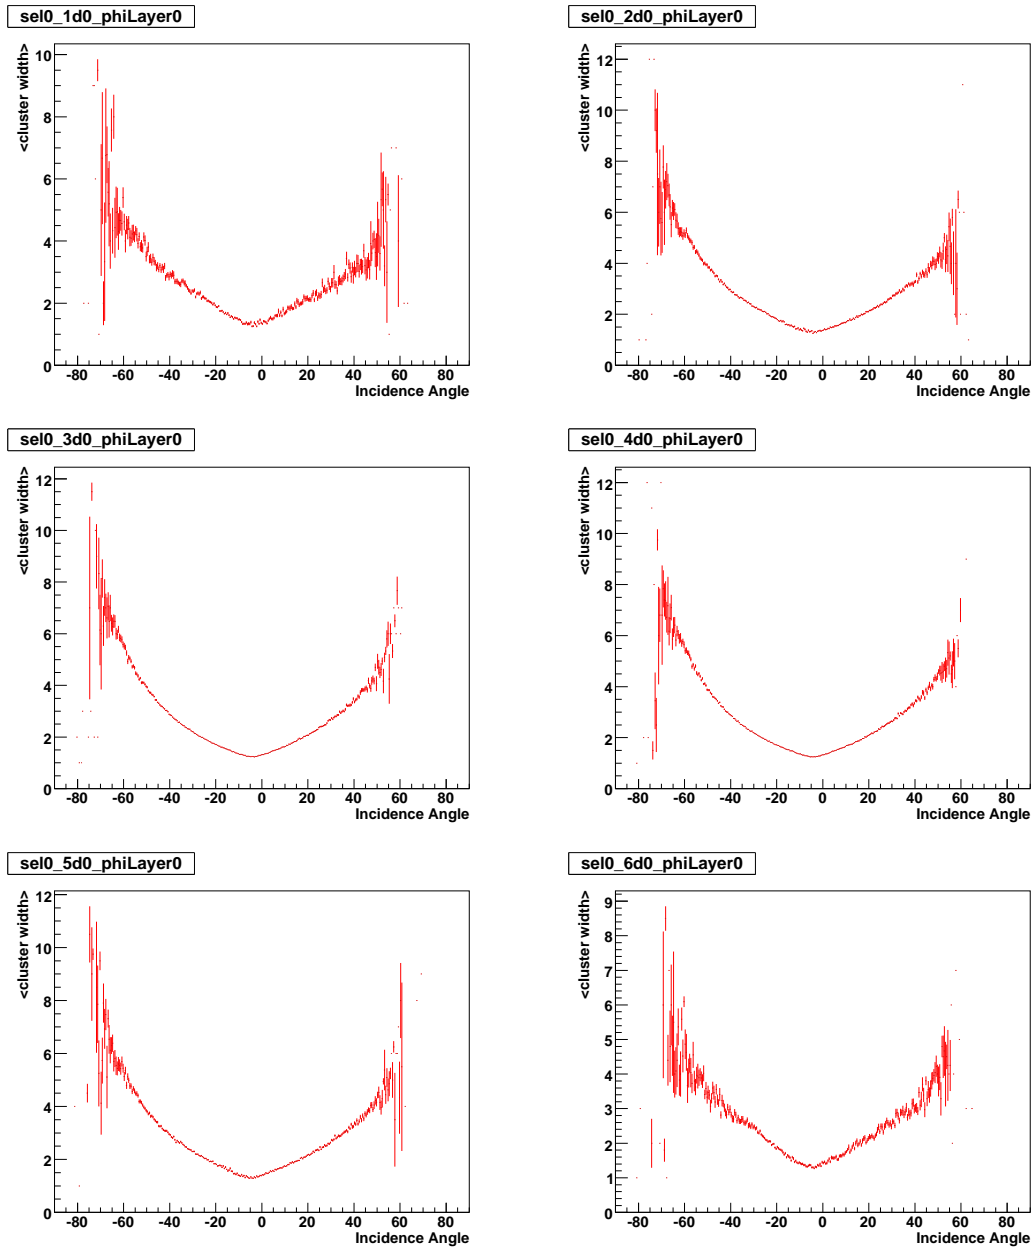 sel0_1d0_phiLayer0
<cluster width>
10
8
6
4
2
0
-80 -60 -40 -20 0 20 40 60 80
Incidence Angle
sel0_2d0_phiLayer0
<cluster width>
12
10
8
6
4
2
0
-80 -60 -40 -20 0 20 40 60 80
Incidence Angle
sel0_3d0_phiLayer0
<cluster width>
12
10
8
6
4
2
0
-80 -60 -40 -20 0 20 40 60 80
Incidence Angle
sel0_4d0_phiLayer0
<cluster width>
12
10
8
6
4
2
0
-80 -60 -40 -20 0 20 40 60 80
Incidence Angle
sel0_5d0_phiLayer0
<cluster width>
12
10
8
6
4
2
0
-80 -60 -40 -20 0 20 40 60 80
Incidence Angle
sel0_6d0_phiLayer0
<cluster width>
9
8
7
6
5
4
3
2
1
0
-80 -60 -40 -20 0 20 40 60 80
Incidence Angle